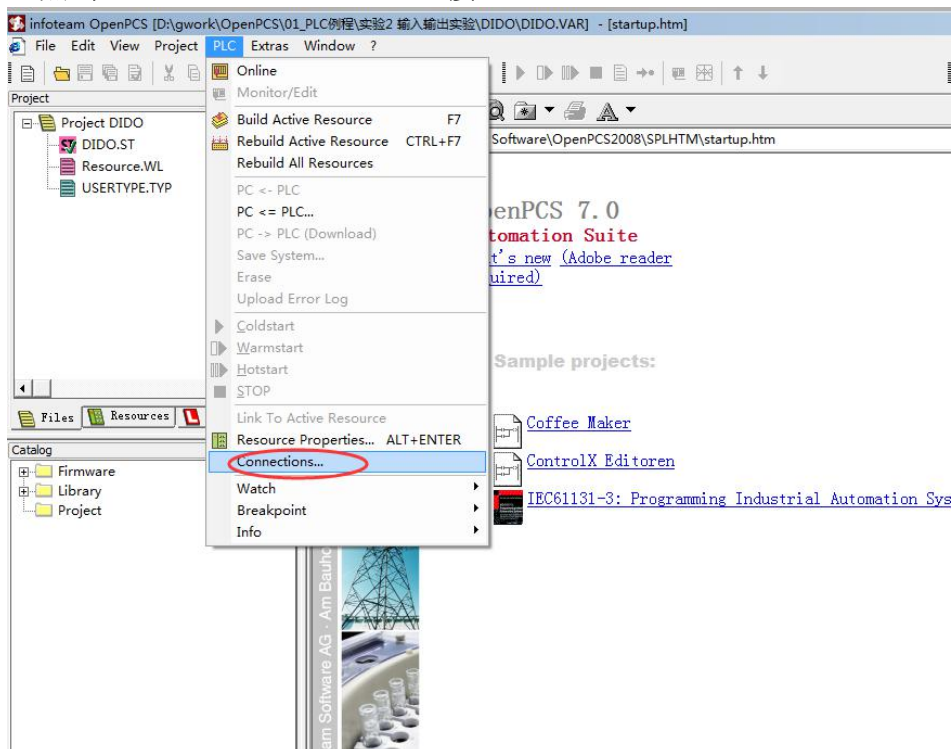 infoteam OpenPCS [D:\gwork\OpenPCS\01_PLC例程\实验2 输入输出实验\DIDO\DIDO.VAR] - [startup.htm]
File Edit View Project PLC Extras Window ?
Project
Project DIDO
DIDO.ST
Resource.WL
USERTYPE.TYP
Files Resources
Catalog
Firmware
Library
Project
Online
Monitor/Edit
Build Active Resource F7
Rebuild Active Resource CTRL+F7
Rebuild All Resources
PC <- PLC
PC <= PLC...
PC -> PLC (Download)
Save System...
Erase
Upload Error Log
Coldstart
Warmstart
Hotstart
STOP
Link To Active Resource
Resource Properties... ALT+ENTER
Connections...
Watch
Breakpoint
Info
Software\OpenPCS2008\SPLHTM\startup.htm
enPCS 7.0
tomation Suite
t's new (Adobe reader
uired)
Sample projects:
Coffee Maker
ControlX Editoren
IEC61131-3: Programming Industrial Automation Sys
am Software AG · Am Bauho